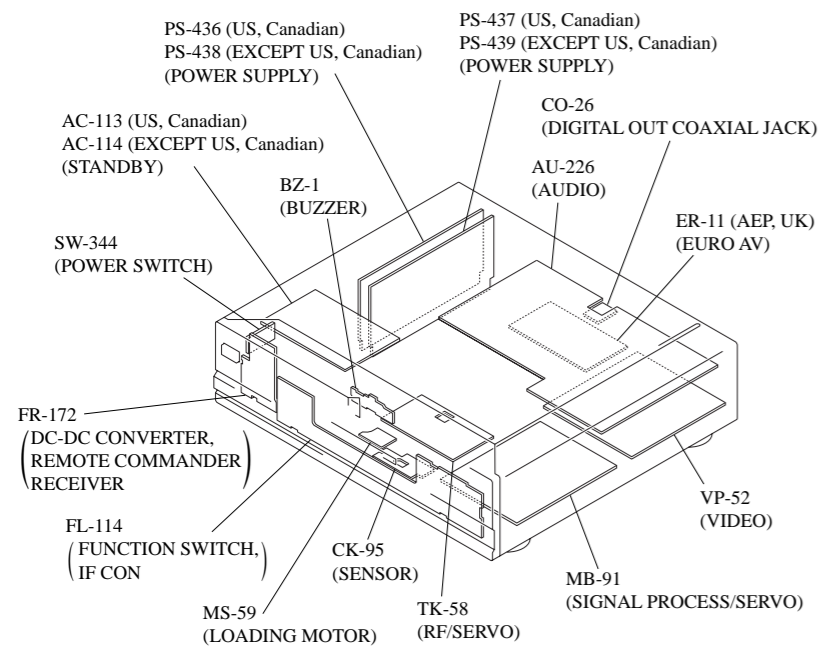 PS-436 (US, Canadian)
PS-438 (EXCEPT US, Canadian)
(POWER SUPPLY)
PS-437 (US, Canadian)
PS-439 (EXCEPT US, Canadian)
(POWER SUPPLY)
CO-26
(DIGITAL OUT COAXIAL JACK)
AC-113 (US, Canadian)
AC-114 (EXCEPT US, Canadian)
(STANDBY)
AU-226
(AUDIO)
BZ-1
(BUZZER)
ER-11 (AEP, UK)
(EURO AV)
SW-344
(POWER SWITCH)
FR-172
(DC-DC CONVERTER,
REMOTE COMMANDER
RECEIVER)
VP-52
(VIDEO)
FL-114
(FUNCTION SWITCH,
IF CON)
CK-95
(SENSOR)
MB-91
(SIGNAL PROCESS/SERVO)
MS-59
(LOADING MOTOR)
TK-58
(RF/SERVO)